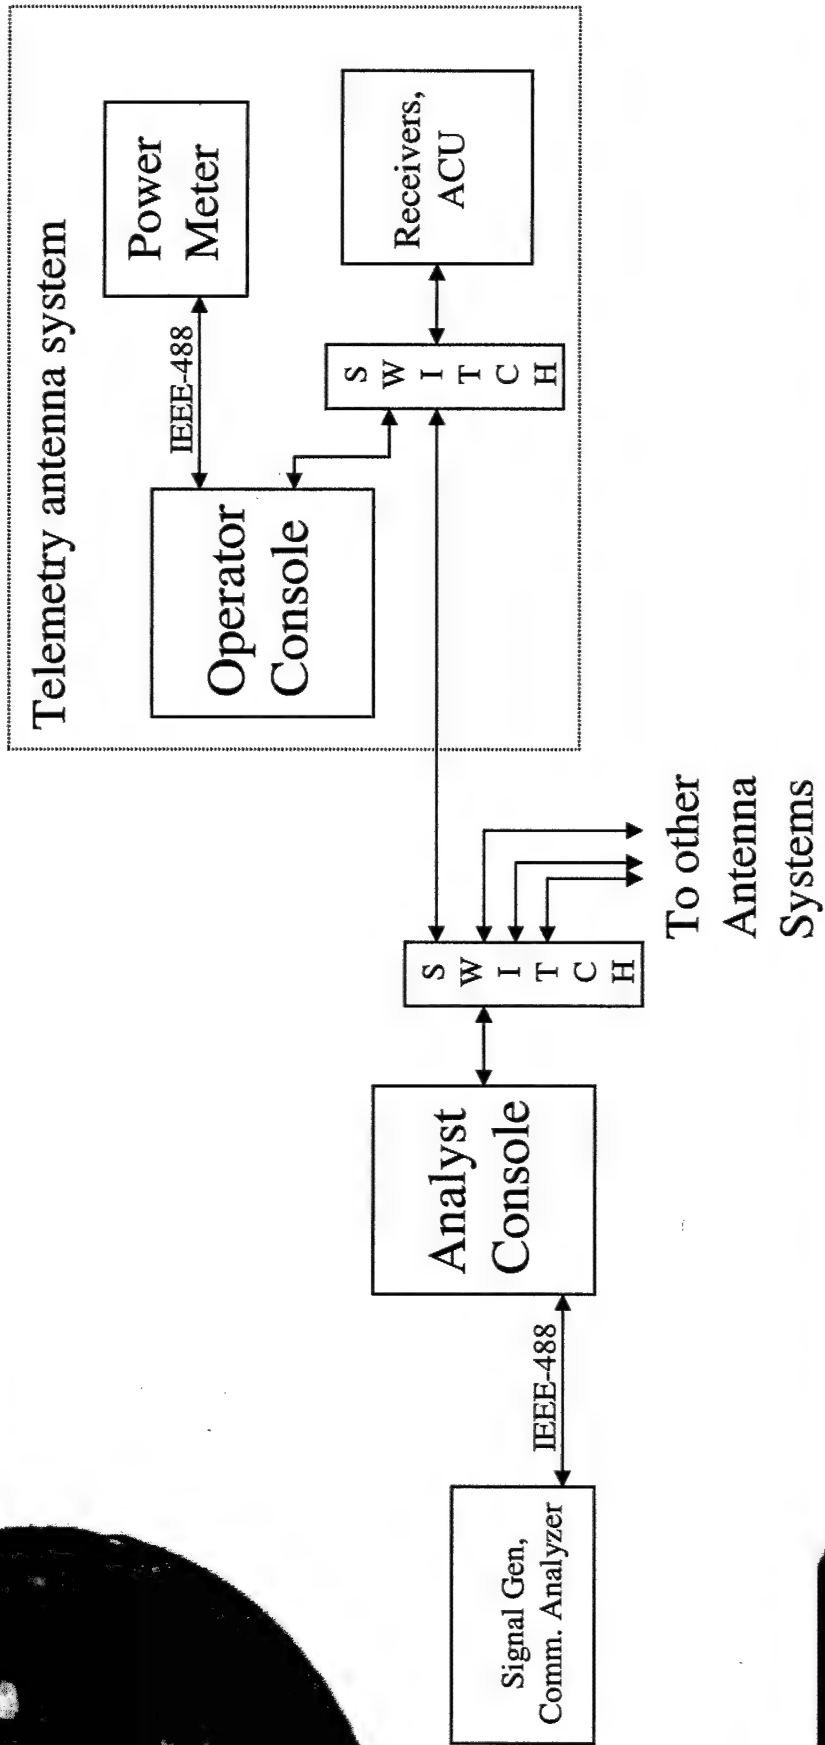 Telemetry antenna system
Power
Meter
IEEE-488
Operator
Console
Receivers,
ACU
S
W
I
T
C
H
S
W
I
T
C
H
To other
Antenna
Systems
Analyst
Console
IEEE-488
Signal Gen,
Comm. Analyzer